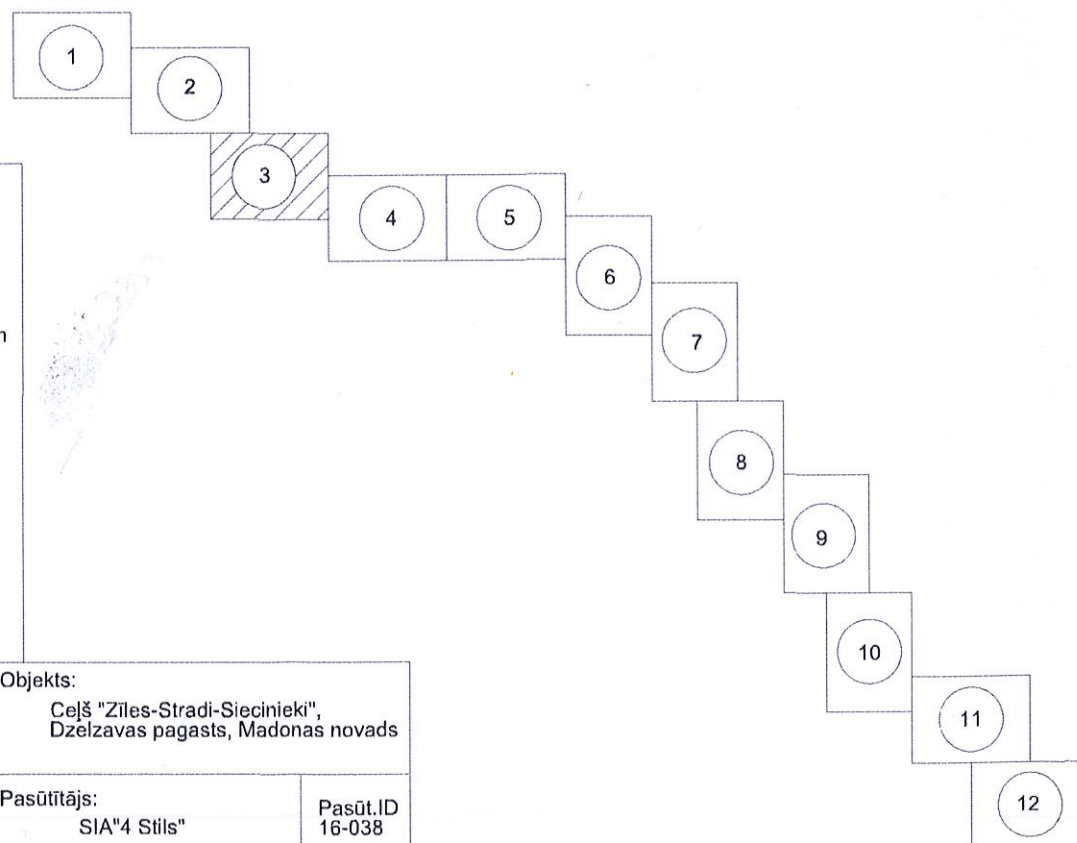 1
2
3
4
5
6
7
8
9
10
11
12
Objekts:
Ceļš "Zīles-Stradi-Siecinieki",
Dzelzavas pagasts, Madonas novads
Pasūtītājs:
SIA"4 Stils"
Pasūt.ID
16-038